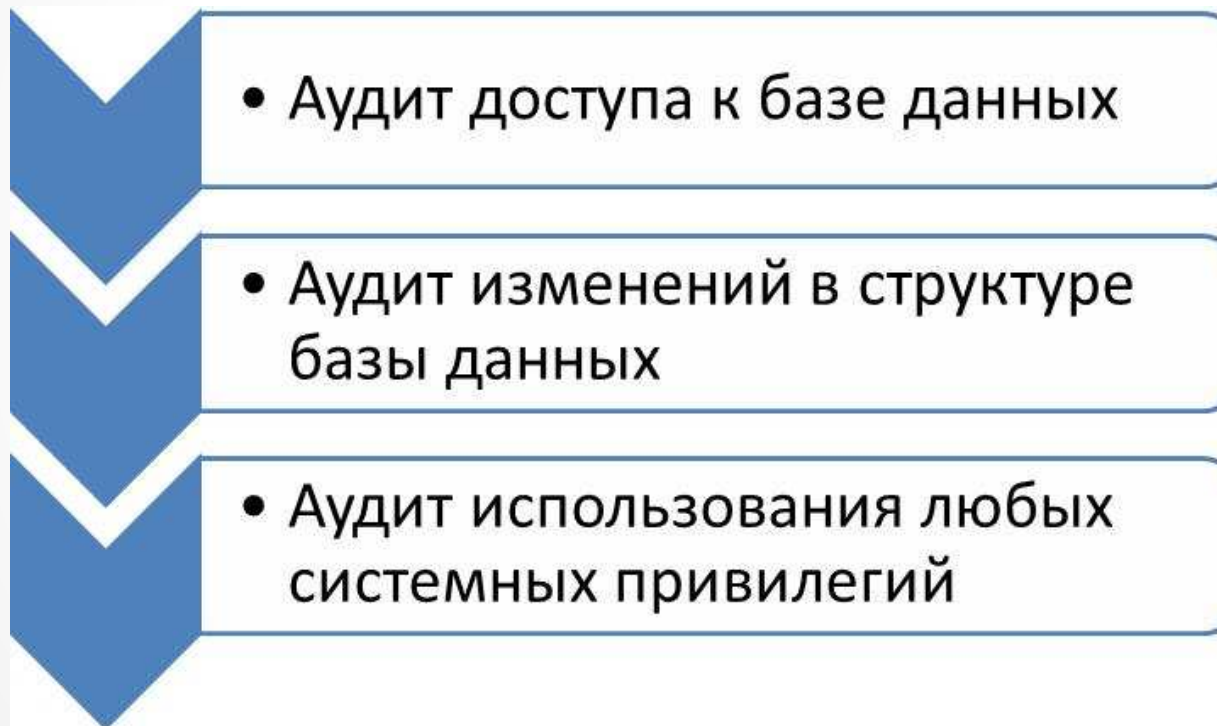 • Аудит доступа к базе данных
• Аудит изменений в структуре
базы данных
• Аудит использования любых
системных привилегий